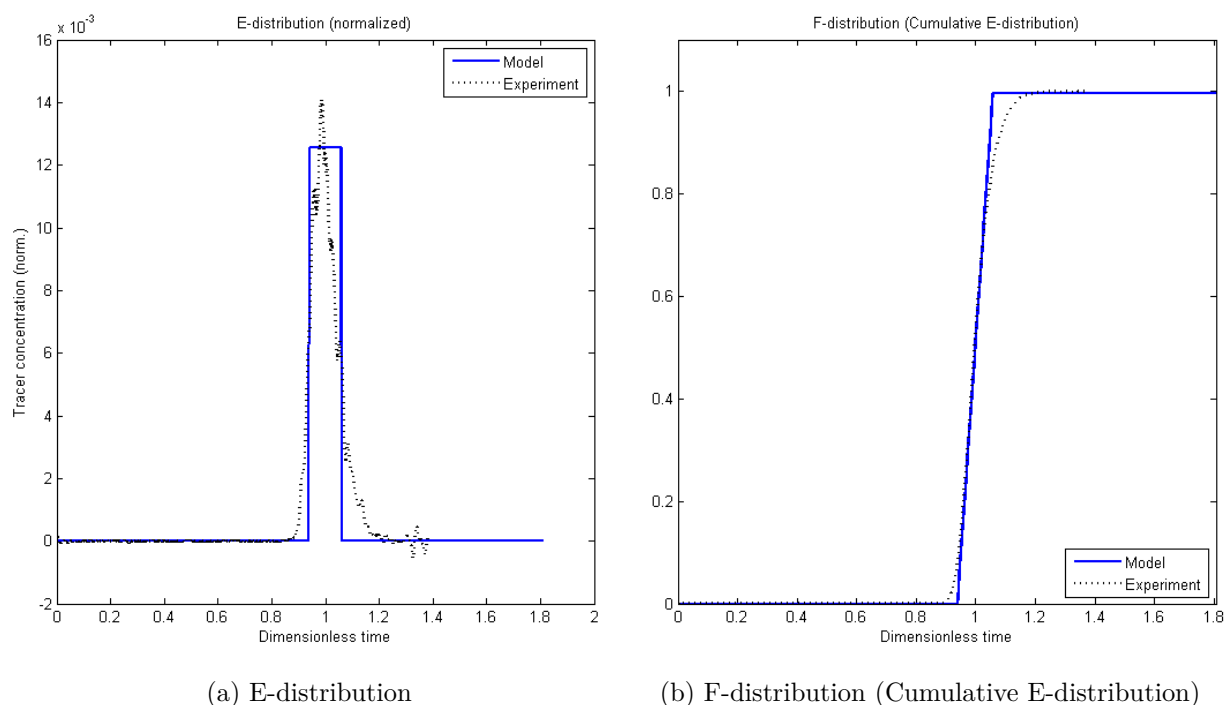 E-distribution (normalized)
x 10^-3
16
14
12
10
8
6
4
2
0
-2
Tracer concentration (norm.)
Model
Experiment
0 0.2 0.4 0.6 0.8 1 1.2 1.4 1.6 1.8 2
Dimensionless time
(a) E-distribution
F-distribution (Cumulative E-distribution)
1
0.8
0.6
0.4
0.2
0
Model
Experiment
0 0.2 0.4 0.6 0.8 1 1.2 1.4 1.6 1.8
Dimensionless time
(b) F-distribution (Cumulative E-distribution)